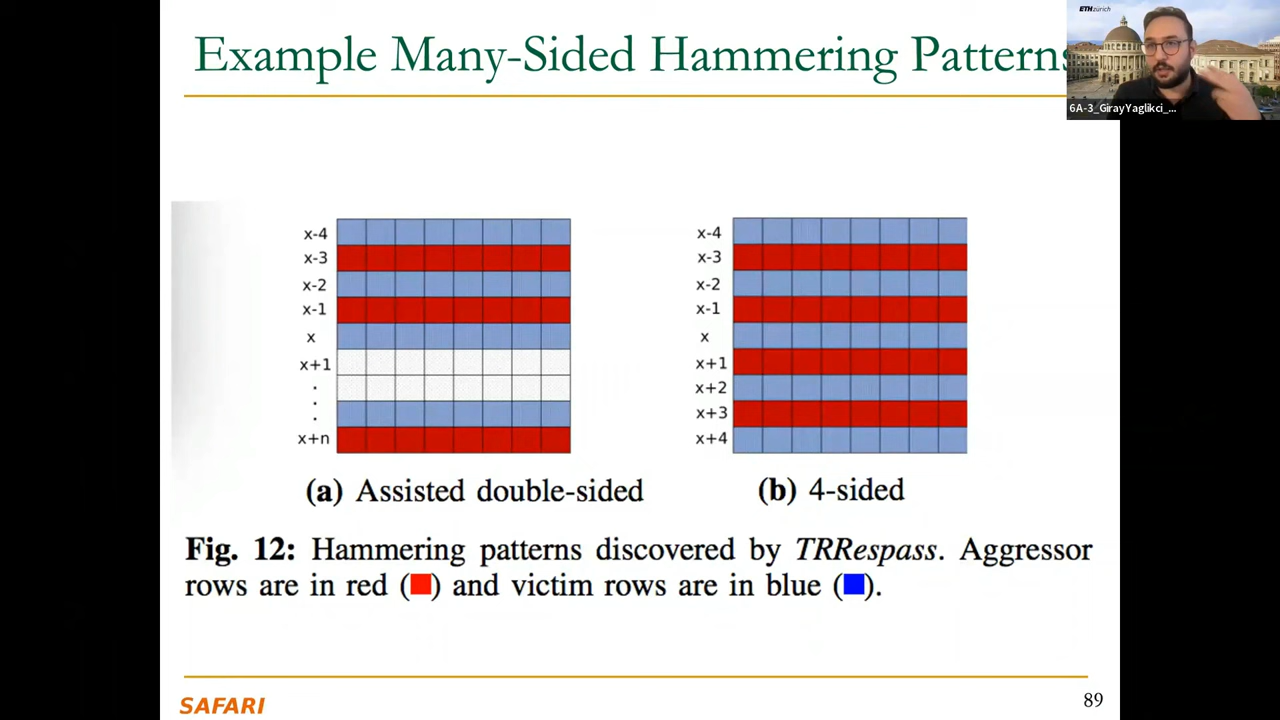 Example Many-Sided Hammering Patterns
ETH zürich
6A-3_GirayYaglikci_...
x-4
x-3
x-2
x-1
x
x+1
.
.
.
x+n
(a) Assisted double-sided
x-4
x-3
x-2
x-1
x
x+1
x+2
x+3
x+4
(b) 4-sided
Fig. 12: Hammering patterns discovered by TRRespass. Aggressor
rows are in red ( ) and victim rows are in blue ( ).
SAFARI
89